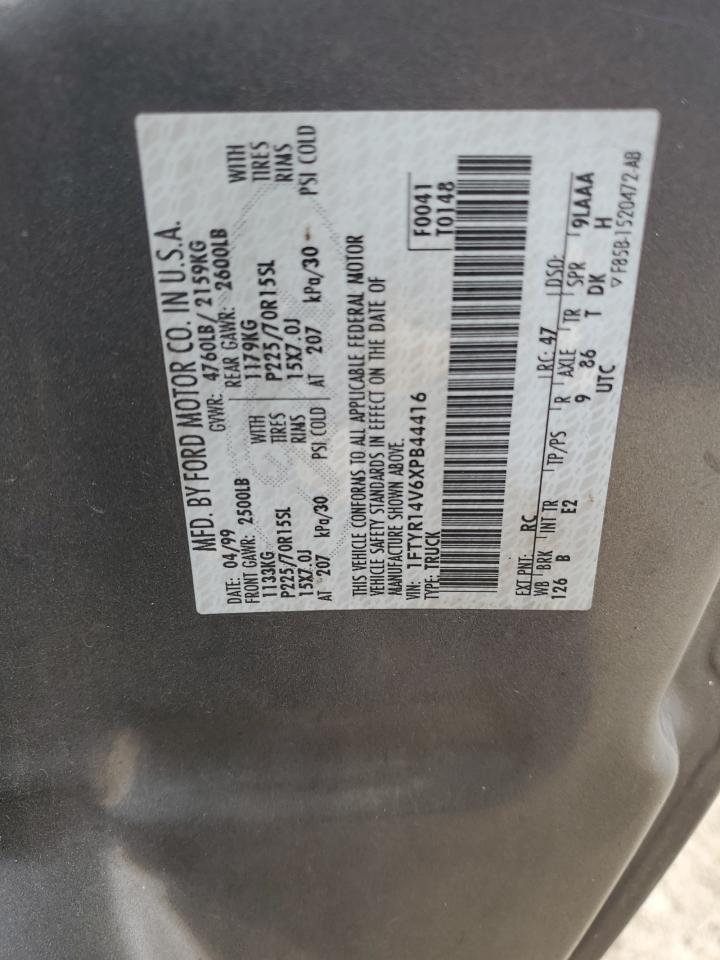 MFD. BY FORD MOTOR CO. IN U.S.A.
DATE: 04/99 GVWR: 4760LB/ 2159KG
FRONT GAWR: 2500LB REAR GAWR: 2600LB
1133KG WITH 1179KG WITH
P225/70R15SL TIRES P225/70R15SL TIRES
15X7.0J RIMS 15X7.0J RIMS
AT 207 kPa/30 PSI COLD AT 207 kPa/30 PSI COLD
THIS VEHICLE CONFORMS TO ALL APPLICABLE FEDERAL MOTOR
VEHICLE SAFETY STANDARDS IN EFFECT ON THE DATE OF
MANUFACTURE SHOWN ABOVE.
VIN: 1FTYR14V6XPB44416 F0041
TYPE: TRUCK T0148
EXT PNT: RC RC: 47 DSO:
WB BRK INT TR TP/PS R AXLE TR SPR 9LAAA
126 B E2 9 86 T DK H
UTC
▽F85B-1520472-AB